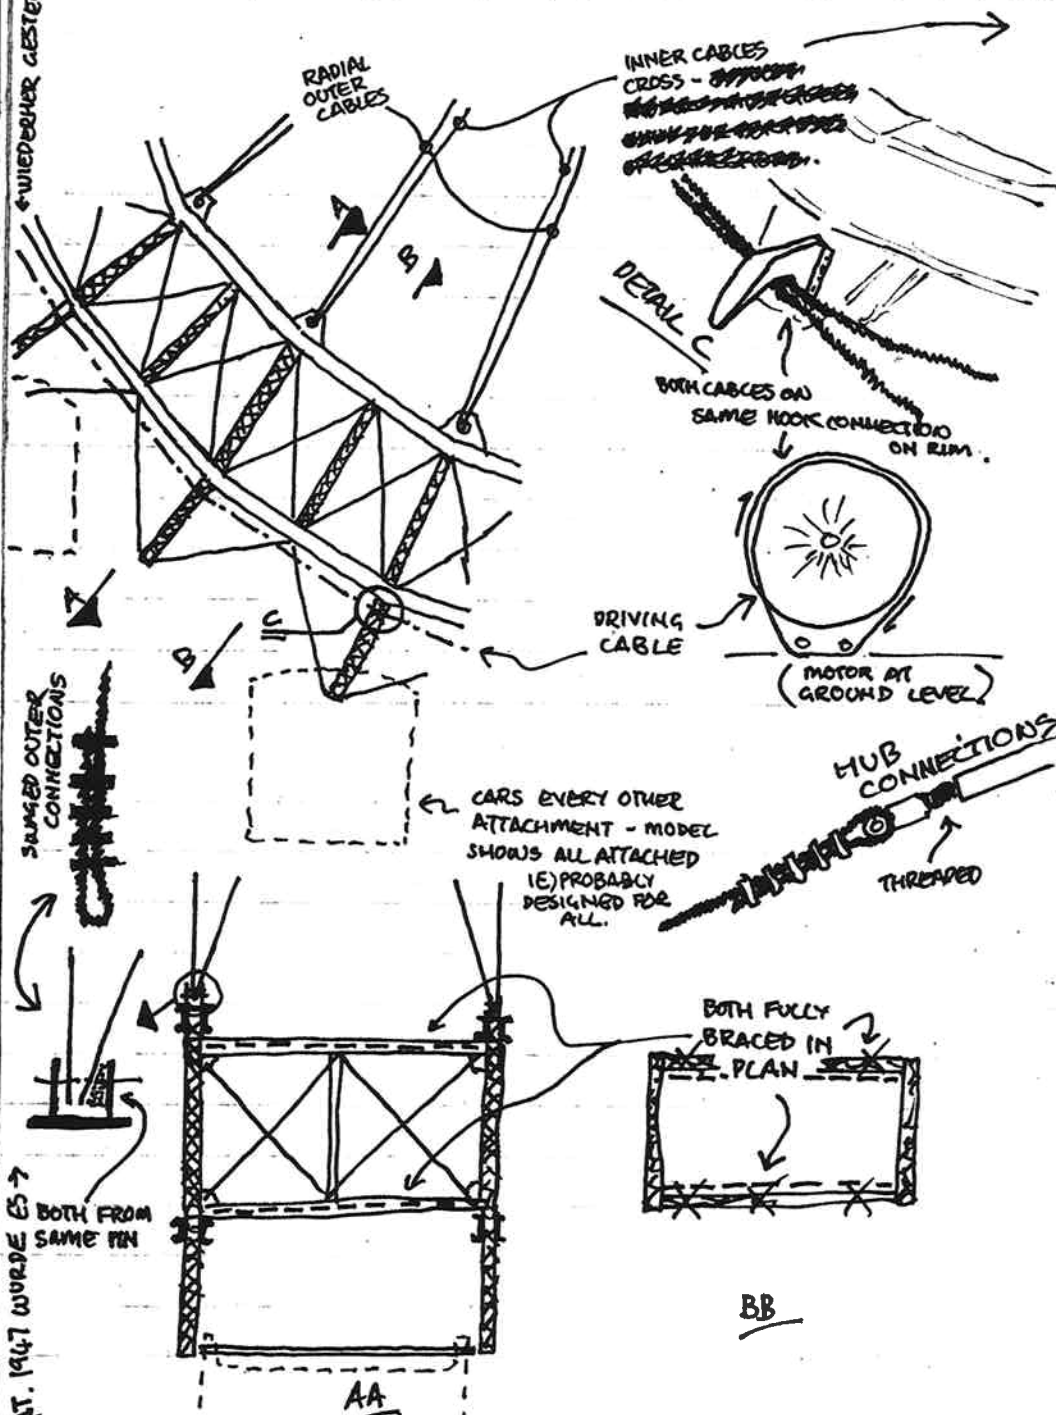 ←WIEDERHER GESTE
RADIAL
OUTER
CABLES
INNER CABLES
CROSS -
A
B
DETAIL C
BOTH CABLES ON
SAME HOOK CONNECTION
ON RIM.
A
B
C
DRIVING
CABLE
(MOTOR AT
GROUND LEVEL)
SWAGED OUTER
CONNECTIONS
HUB
CONNECTIONS
THREADED
← CARS EVERY OTHER
ATTACHMENT - MODEL
SHOWS ALL ATTACHED
IE) PROBABLY
DESIGNED FOR
ALL.
BOTH FULLY
BRACED IN
PLAN
BOTH FROM
SAME PIN
T. 1947 WURDE ES→
AA
BB